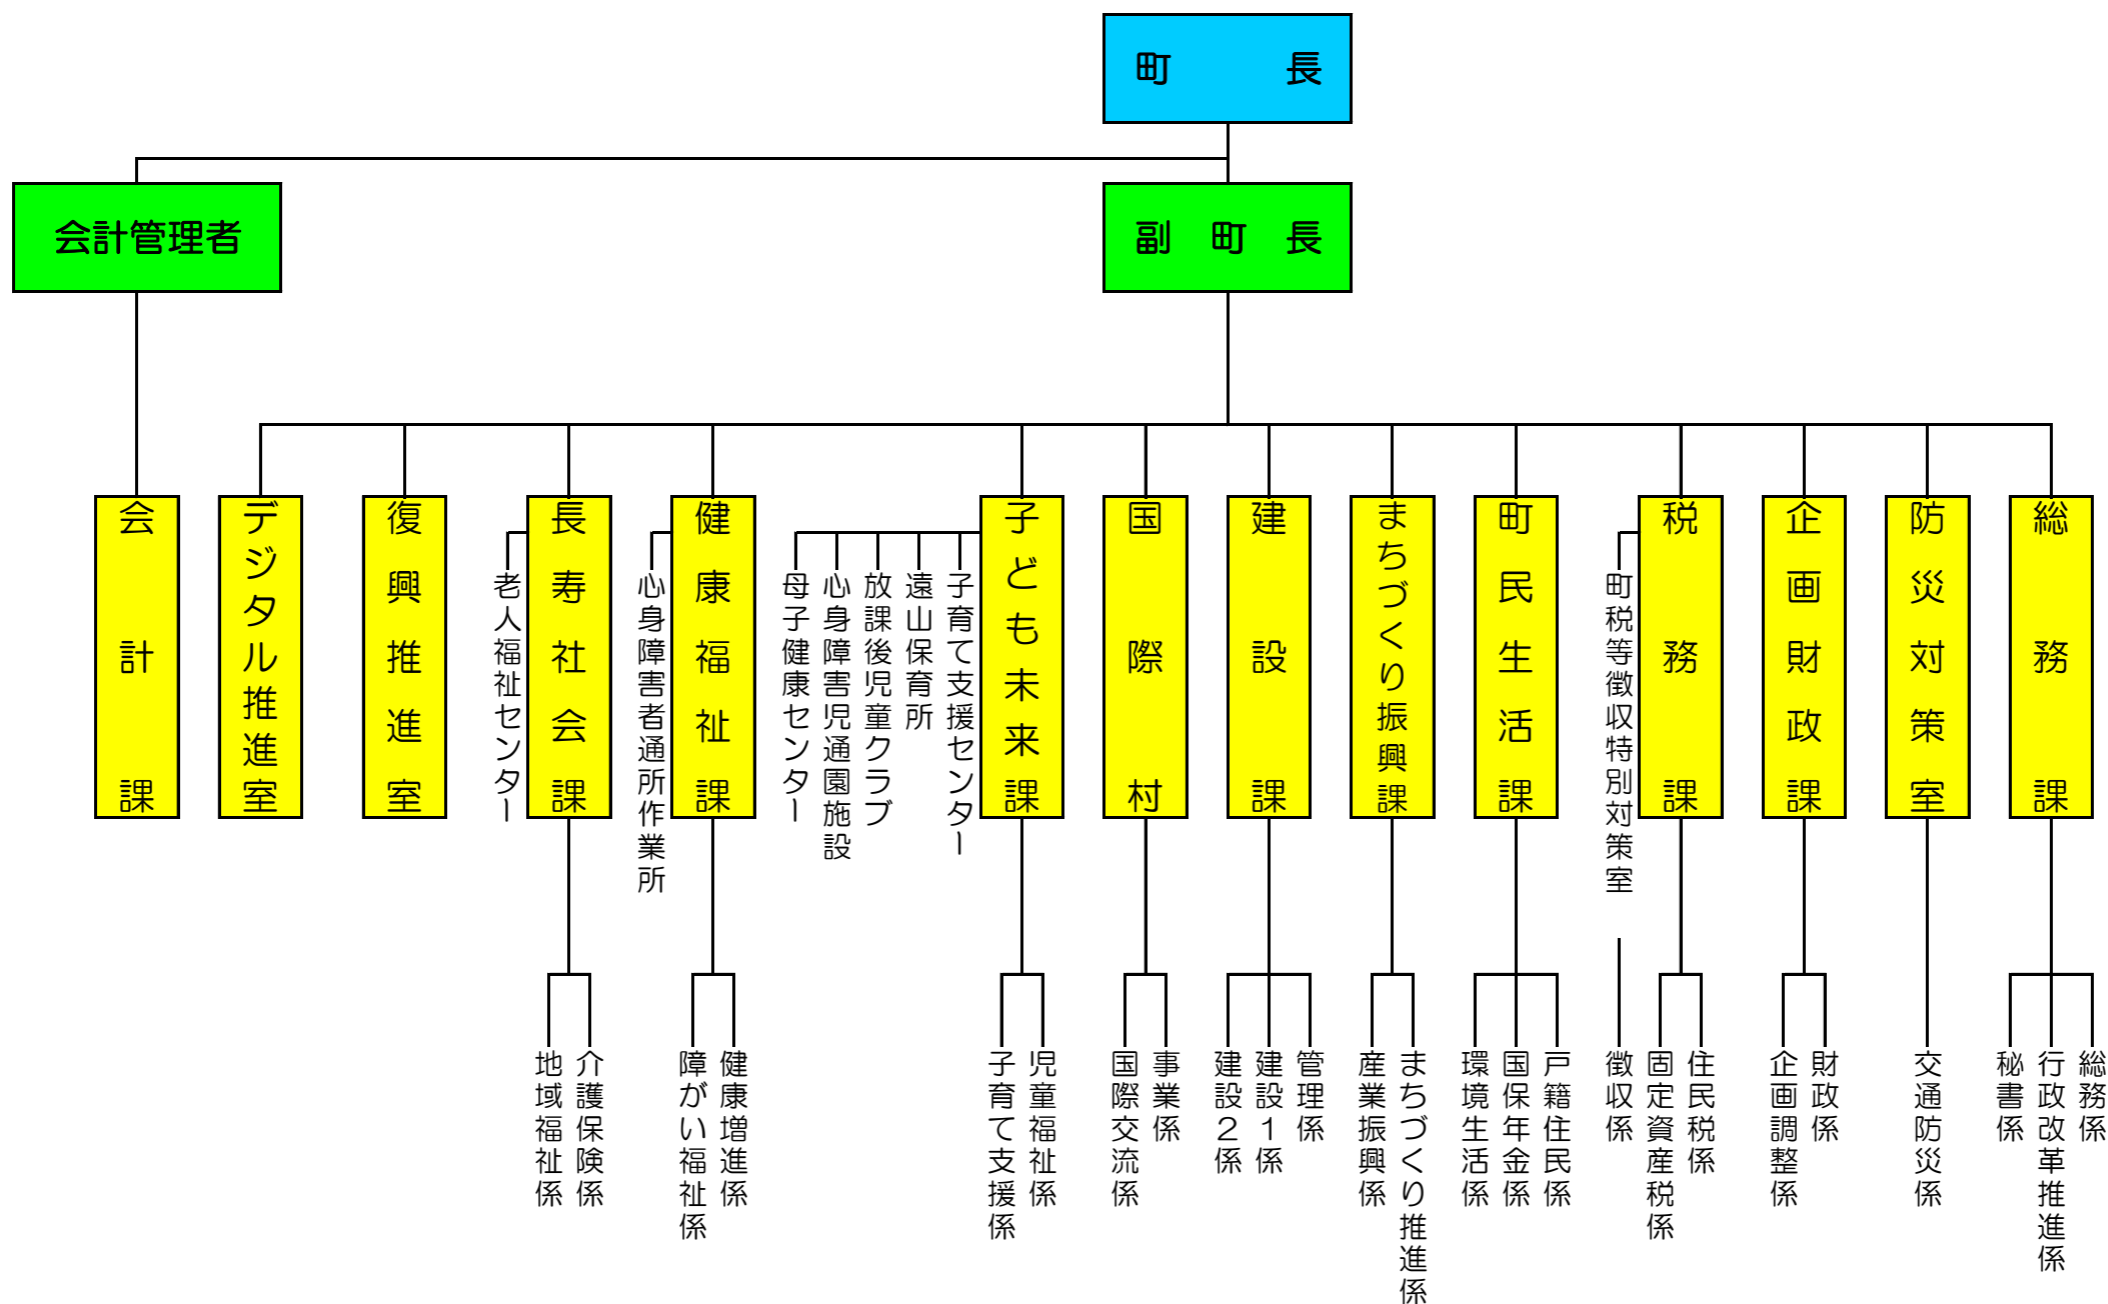 町長
会計管理者
副町長
会計課
デジタル推進室
復興推進室
長寿社会課
健康福祉課
子ども未来課
国際村
建設課
まちづくり振興課
町民生活課
税務課
企画財政課
防災対策室
総務課
老人福祉センター
心身障害者通所作業所
母子健康センター
心身障害児通園施設
放課後児童クラブ
遠山保育所
子育て支援センター
町税等徴収特別対策室
地域福祉係
介護保険係
障がい福祉係
健康増進係
子育て支援係
児童福祉係
国際交流係
事業係
建設2係
建設1係
管理係
産業振興係
まちづくり推進係
環境生活係
国保年金係
戸籍住民係
徴収係
固定資産税係
住民税係
企画調整係
財政係
交通防災係
秘書係
行政改革推進係
総務係